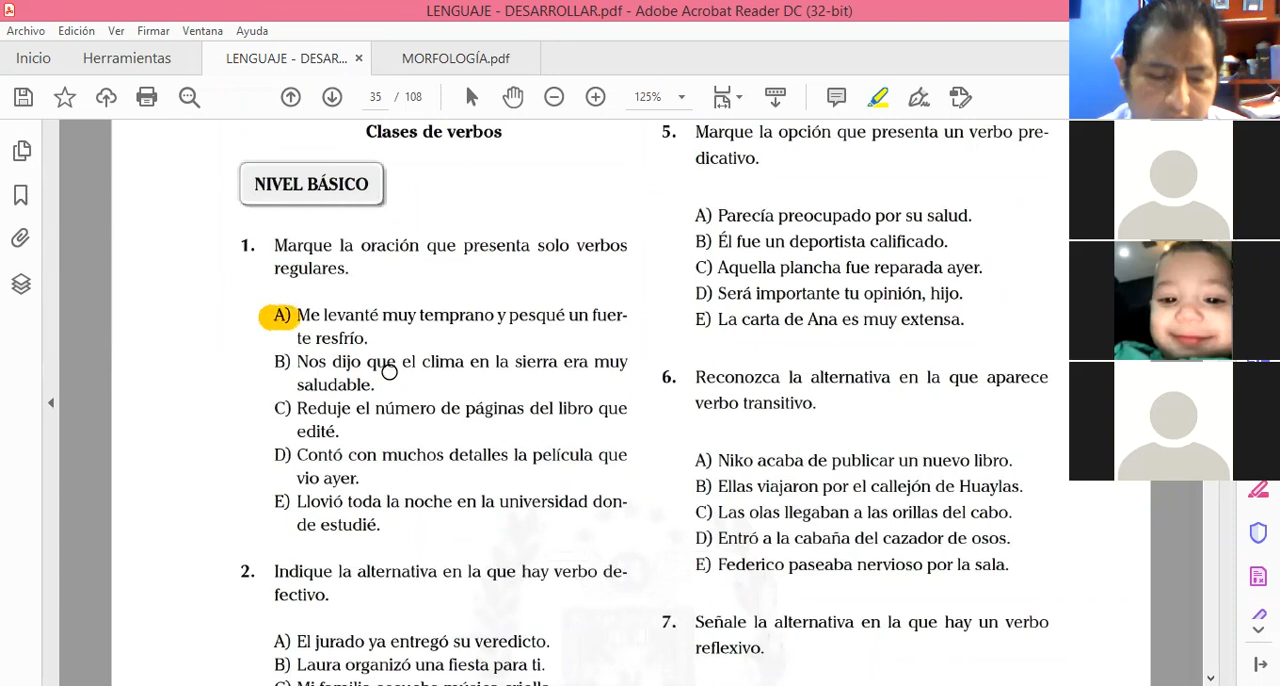 LENGUAJE - DESARROLLAR.pdf - Adobe Acrobat Reader DC (32-bit)
Archivo Edición Ver Firmar Ventana Ayuda
Inicio Herramientas LENGUAJE - DESAR... × MORFOLOGÍA.pdf
35 / 108 125%
Clases de verbos
NIVEL BÁSICO
1. Marque la oración que presenta solo verbos
regulares.
A) Me levanté muy temprano y pesqué un fuer-
te resfrío.
B) Nos dijo que el clima en la sierra era muy
saludable.
C) Reduje el número de páginas del libro que
edité.
D) Contó con muchos detalles la película que
vio ayer.
E) Llovió toda la noche en la universidad don-
de estudié.
2. Indique la alternativa en la que hay verbo de-
fectivo.
A) El jurado ya entregó su veredicto.
B) Laura organizó una fiesta para ti.
5. Marque la opción que presenta un verbo pre-
dicativo.
A) Parecía preocupado por su salud.
B) Él fue un deportista calificado.
C) Aquella plancha fue reparada ayer.
D) Será importante tu opinión, hijo.
E) La carta de Ana es muy extensa.
6. Reconozca la alternativa en la que aparece
verbo transitivo.
A) Niko acaba de publicar un nuevo libro.
B) Ellas viajaron por el callejón de Huaylas.
C) Las olas llegaban a las orillas del cabo.
D) Entró a la cabaña del cazador de osos.
E) Federico paseaba nervioso por la sala.
7. Señale la alternativa en la que hay un verbo
reflexivo.